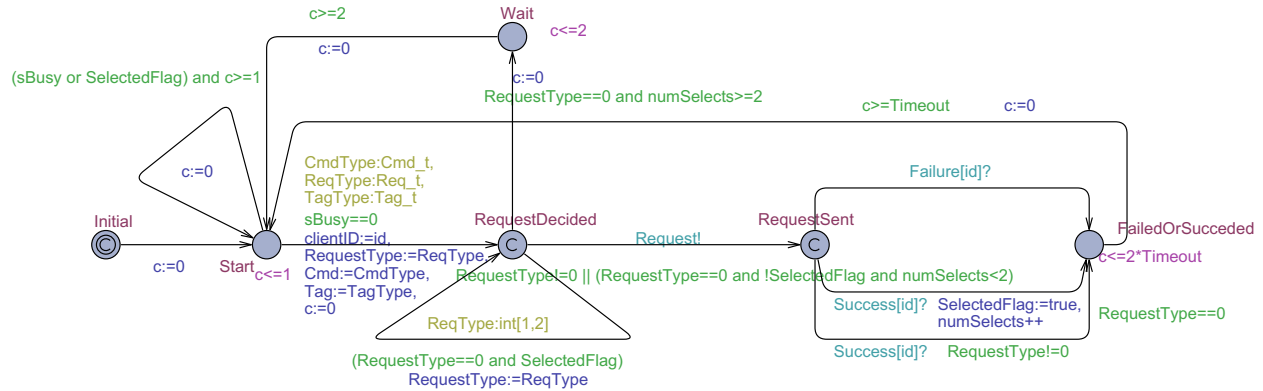 Wait
c>=2
c<=2
c:=0
(sBusy or SelectedFlag) and c>=1
c:=0
RequestType==0 and numSelects>=2
c>=Timeout
c:=0
c:=0
CmdType:Cmd_t,
ReqType:Req_t,
TagType:Tag_t
Failure[id]?
Initial
sBusy==0
RequestDecided
RequestSent
FailedOrSucceded
C
C
C
clientID:=id,
Request!
c:=0
Start
c<=1
RequestType:=ReqType,
c<=2*Timeout
Cmd:=CmdType,
RequestType!=0 || (RequestType==0 and !SelectedFlag and numSelects<2)
Tag:=TagType,
c:=0
Success[id]?
SelectedFlag:=true,
numSelects++
RequestType==0
ReqType:int[1,2]
Success[id]?
RequestType!=0
(RequestType==0 and SelectedFlag)
RequestType:=ReqType